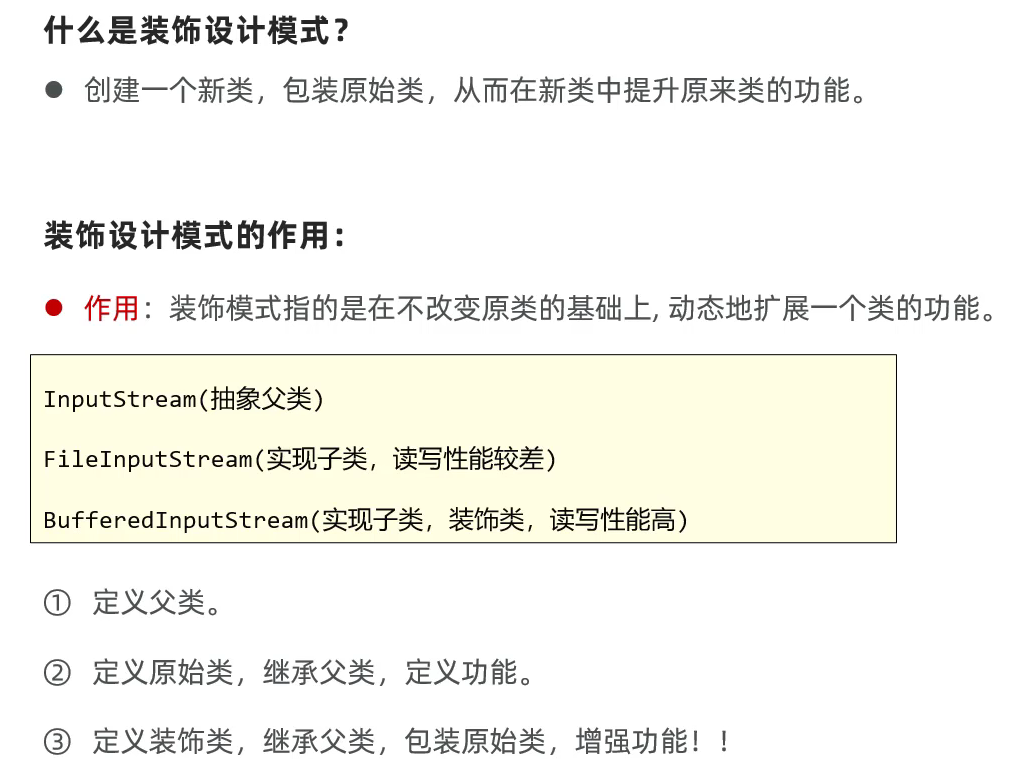 什么是装饰设计模式？
● 创建一个新类，包装原始类，从而在新类中提升原来类的功能。
装饰设计模式的作用：
● 作用：装饰模式指的是在不改变原类的基础上, 动态地扩展一个类的功能。
InputStream(抽象父类)
FileInputStream(实现子类，读写性能较差)
BufferedInputStream(实现子类，装饰类，读写性能高)
① 定义父类。
② 定义原始类，继承父类，定义功能。
③ 定义装饰类，继承父类，包装原始类，增强功能！！